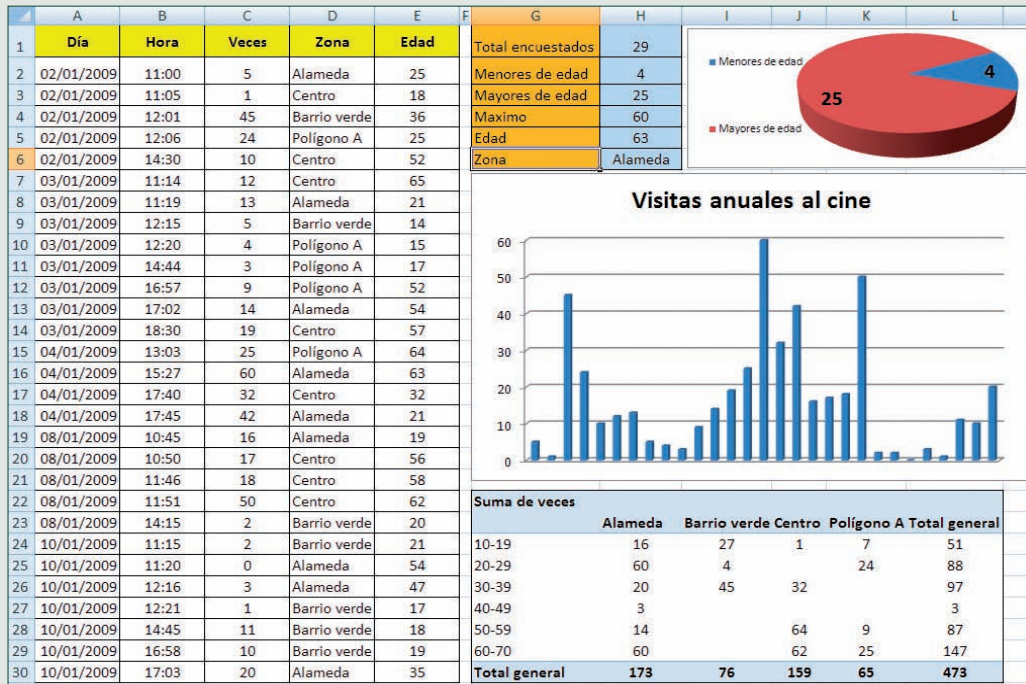 A B C D E F G H I J K L
1 Día Hora Veces Zona Edad
2 02/01/2009 11:00 5 Alameda 25
3 02/01/2009 11:05 1 Centro 18
4 02/01/2009 12:01 45 Barrio verde 36
5 02/01/2009 12:06 24 Polígono A 25
6 02/01/2009 14:30 10 Centro 52
7 03/01/2009 11:14 12 Centro 65
8 03/01/2009 11:19 13 Alameda 21
9 03/01/2009 12:15 5 Barrio verde 14
10 03/01/2009 12:20 4 Polígono A 15
11 03/01/2009 14:44 3 Polígono A 17
12 03/01/2009 16:57 9 Polígono A 52
13 03/01/2009 17:02 14 Alameda 54
14 03/01/2009 18:30 19 Centro 57
15 04/01/2009 13:03 25 Polígono A 64
16 04/01/2009 15:27 60 Alameda 63
17 04/01/2009 17:40 32 Centro 32
18 04/01/2009 17:45 42 Alameda 21
19 08/01/2009 10:45 16 Alameda 19
20 08/01/2009 10:50 17 Centro 56
21 08/01/2009 11:46 18 Centro 58
22 08/01/2009 11:51 50 Centro 62
23 08/01/2009 14:15 2 Barrio verde 20
24 10/01/2009 11:15 2 Barrio verde 21
25 10/01/2009 11:20 0 Alameda 54
26 10/01/2009 12:16 3 Alameda 47
27 10/01/2009 12:21 1 Barrio verde 17
28 10/01/2009 14:45 11 Barrio verde 18
29 10/01/2009 16:58 10 Barrio verde 19
30 10/01/2009 17:03 20 Alameda 35
Total encuestados 29
Menores de edad 4
Mayores de edad 25
Maximo 60
Edad 63
Zona Alameda
Menores de edad
4
25
Mayores de edad
Visitas anuales al cine
60
50
40
30
20
10
0
Suma de veces
Alameda Barrio verde Centro Polígono A Total general
10-19 16 27 1 7 51
20-29 60 4 24 88
30-39 20 45 32 97
40-49 3 3
50-59 14 64 9 87
60-70 60 62 25 147
Total general 173 76 159 65 473